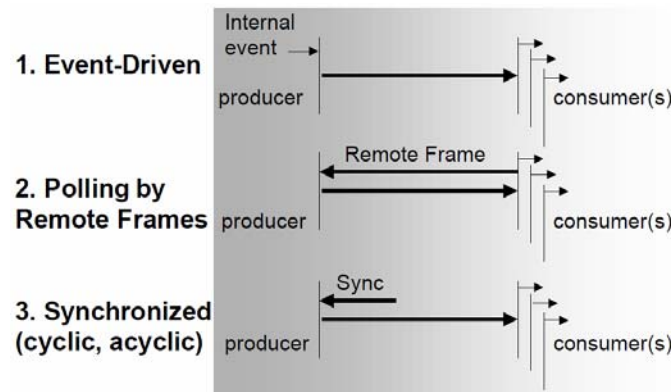 Internal
event
1. Event-Driven
producer
consumer(s)
Remote Frame
2. Polling by
Remote Frames
producer
consumer(s)
Sync
3. Synchronized
(cyclic, acyclic)
producer
consumer(s)